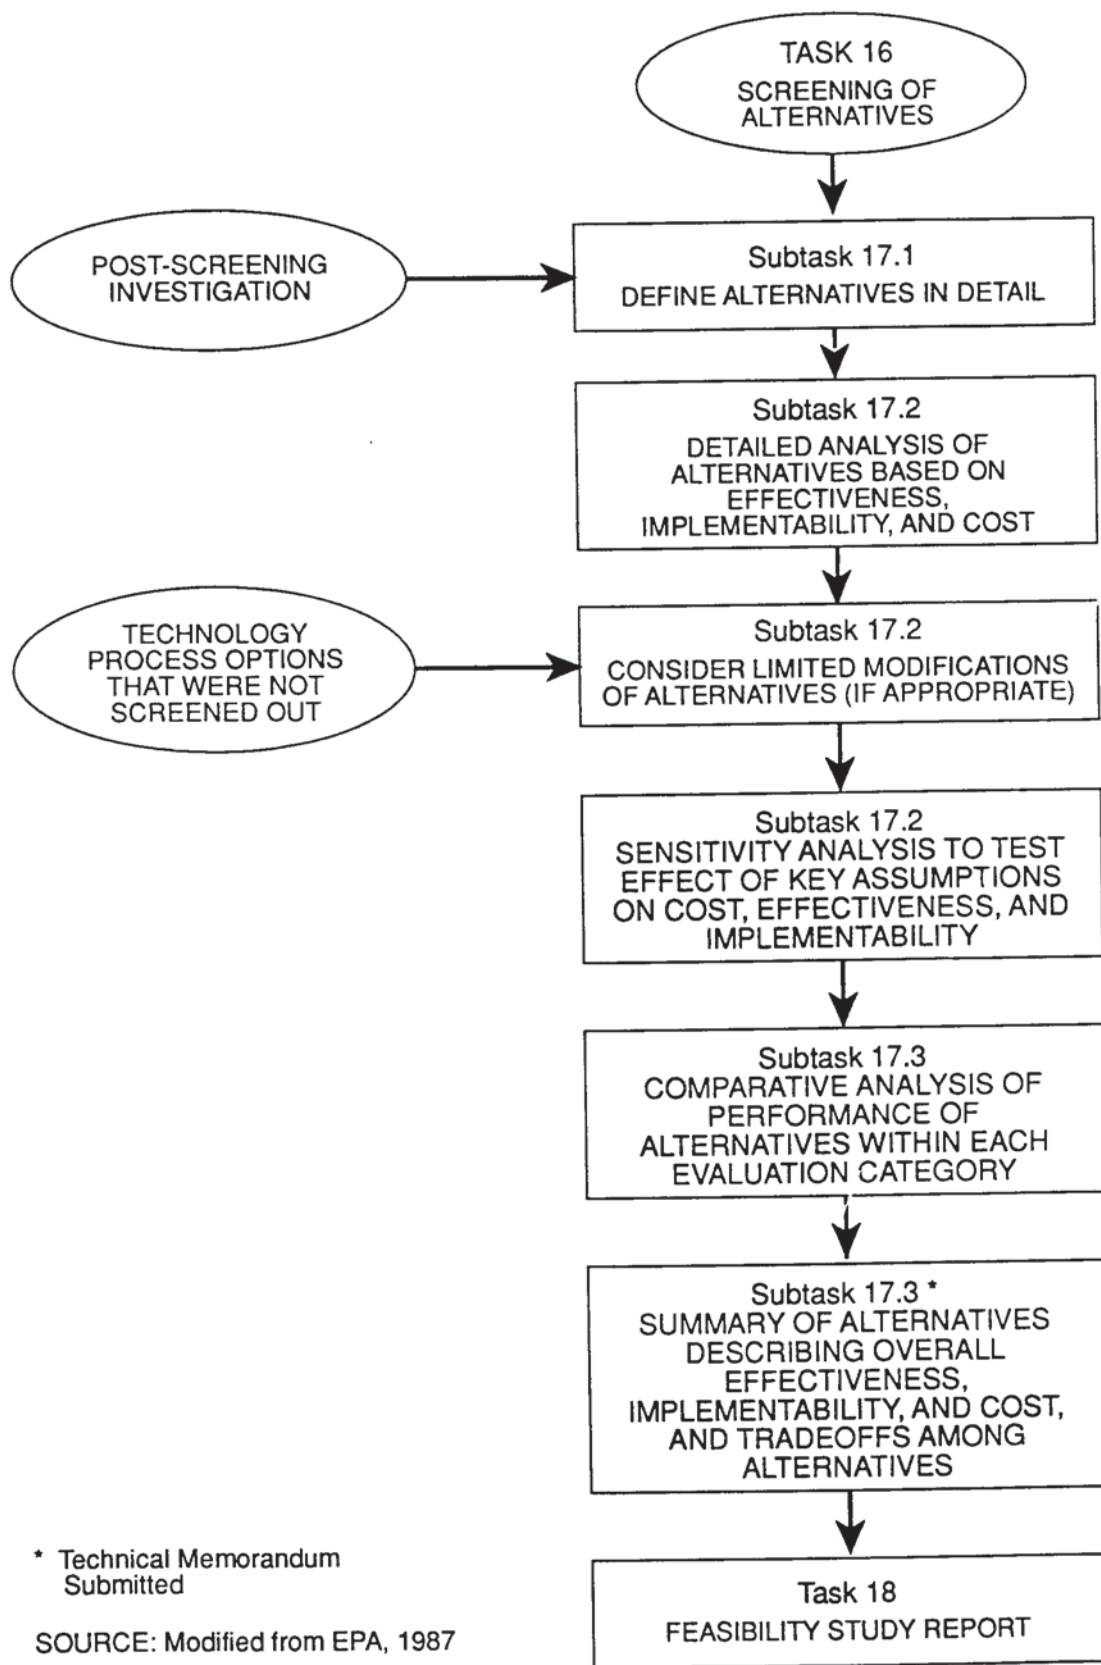 TASK 16
SCREENING OF
ALTERNATIVES
POST-SCREENING
INVESTIGATION
Subtask 17.1
DEFINE ALTERNATIVES IN DETAIL
Subtask 17.2
DETAILED ANALYSIS OF
ALTERNATIVES BASED ON
EFFECTIVENESS,
IMPLEMENTABILITY, AND COST
TECHNOLOGY
PROCESS OPTIONS
THAT WERE NOT
SCREENED OUT
Subtask 17.2
CONSIDER LIMITED MODIFICATIONS
OF ALTERNATIVES (IF APPROPRIATE)
Subtask 17.2
SENSITIVITY ANALYSIS TO TEST
EFFECT OF KEY ASSUMPTIONS
ON COST, EFFECTIVENESS, AND
IMPLEMENTABILITY
Subtask 17.3
COMPARATIVE ANALYSIS OF
PERFORMANCE OF
ALTERNATIVES WITHIN EACH
EVALUATION CATEGORY
Subtask 17.3 *
SUMMARY OF ALTERNATIVES
DESCRIBING OVERALL
EFFECTIVENESS,
IMPLEMENTABILITY, AND COST,
AND TRADEOFFS AMONG
ALTERNATIVES
Task 18
FEASIBILITY STUDY REPORT
* Technical Memorandum
Submitted
SOURCE: Modified from EPA, 1987